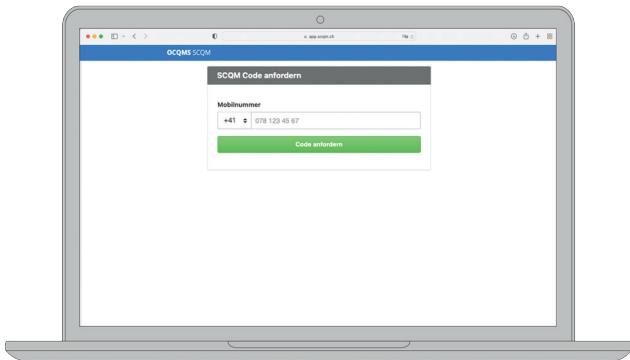 app.scqm.ch
OCQMS SCQM
SCQM Code anfordern
Mobilnummer
+41 078 123 45 67
Code anfordern